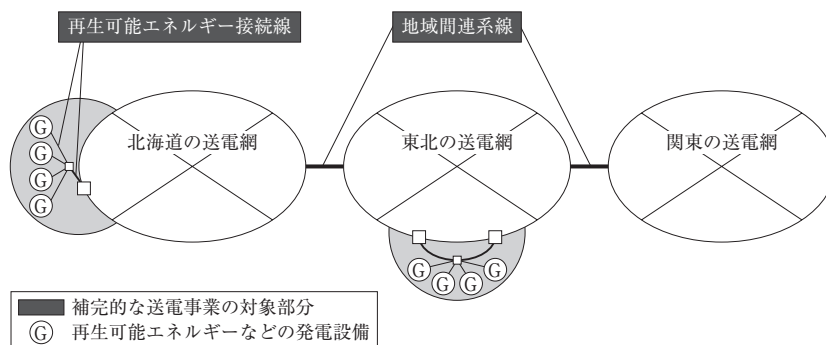 再生可能エネルギー接続線
地域間連系線
北海道の送電網
東北の送電網
関東の送電網
G
G
G
G
G
G
G
G
補完的な送電事業の対象部分
G 再生可能エネルギーなどの発電設備